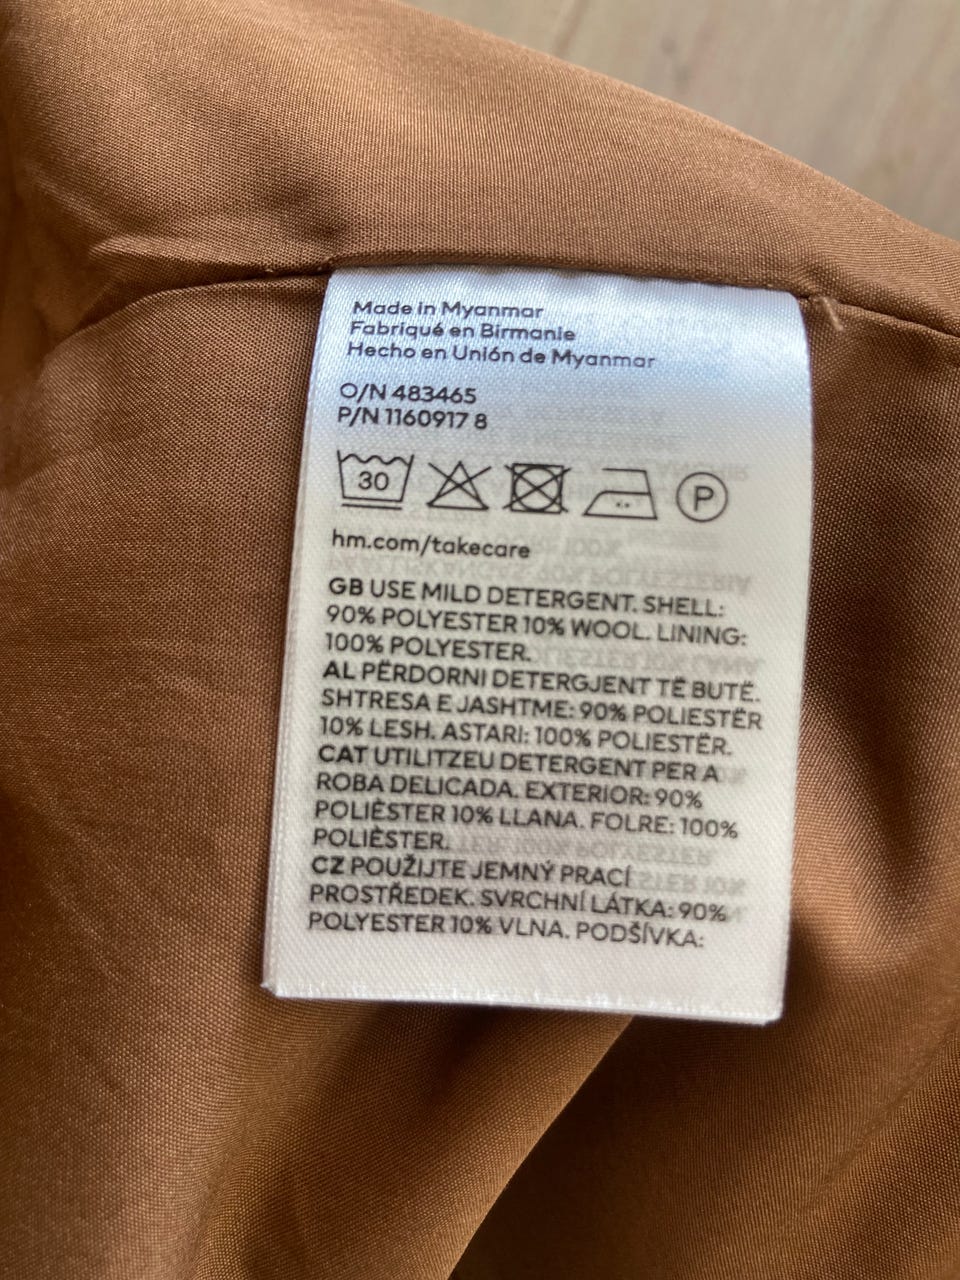 Made in Myanmar
Fabriqué en Birmanie
Hecho en Unión de Myanmar
O/N 483465
P/N 1160917 8
30 P
hm.com/takecare
GB USE MILD DETERGENT. SHELL:
90% POLYESTER 10% WOOL. LINING:
100% POLYESTER.
AL PËRDORNI DETERGJENT TË BUTË.
SHTRESA E JASHTME: 90% POLIESTËR
10% LESH. ASTARI: 100% POLIESTËR.
CAT UTILITZEU DETERGENT PER A
ROBA DELICADA. EXTERIOR: 90%
POLIÈSTER 10% LLANA. FOLRE: 100%
POLIÈSTER.
CZ POUŽIJTE JEMNÝ PRACÍ
PROSTŘEDEK. SVRCHNÍ LÁTKA: 90%
POLYESTER 10% VLNA. PODŠÍVKA: